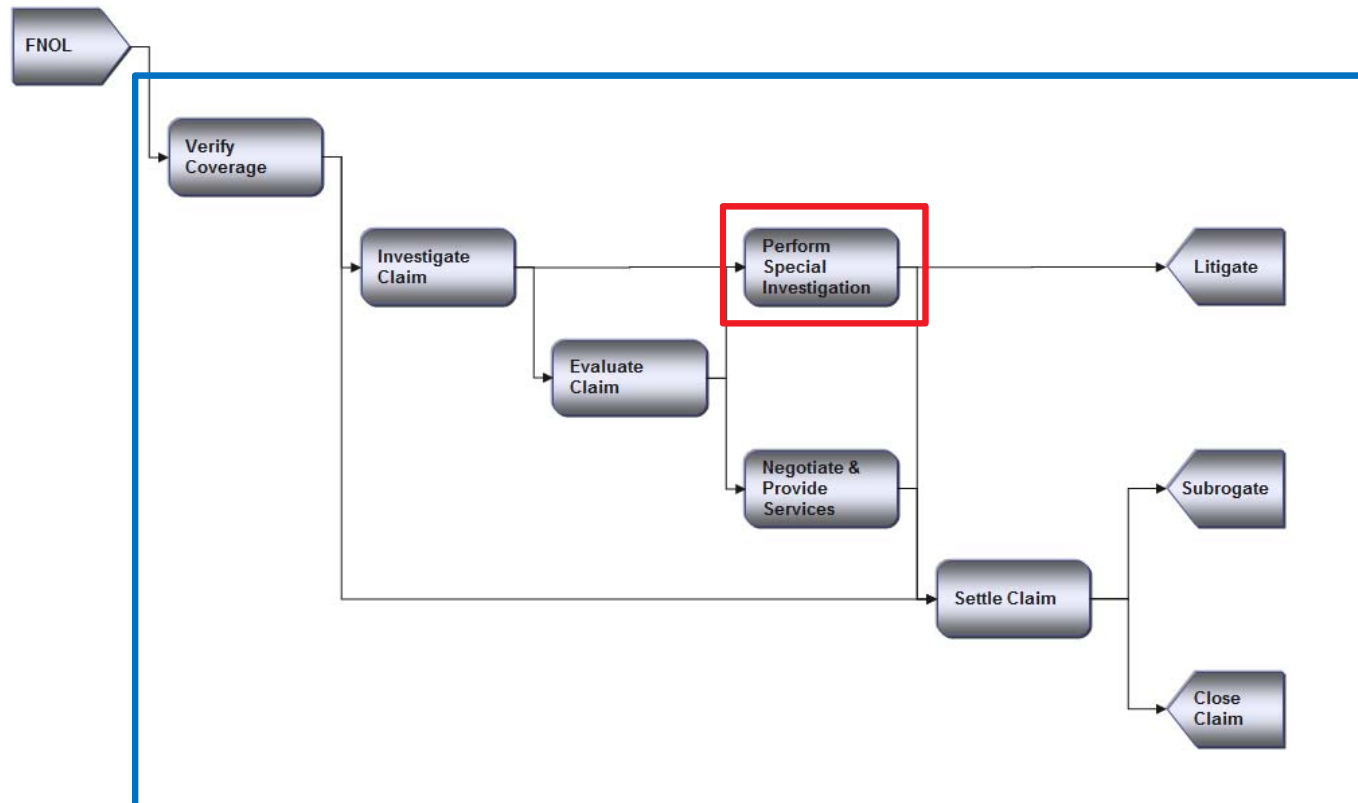 FNOL
Verify
Coverage
Investigate
Claim
Perform
Special
Investigation
Litigate
Evaluate
Claim
Negotiate &
Provide
Services
Subrogate
Settle Claim
Close
Claim